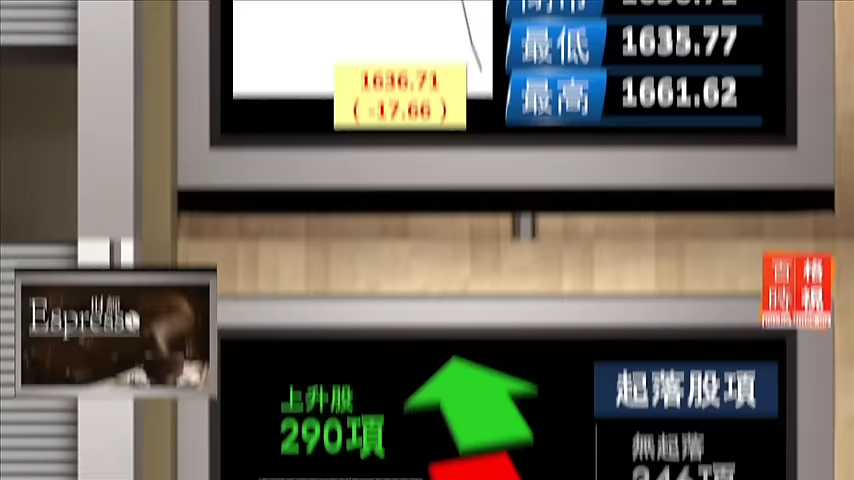 最低 1635.77
1636.71
( -17.66 )
最高 1661.62
Espresso
上升股
290項
起落股項
無起落